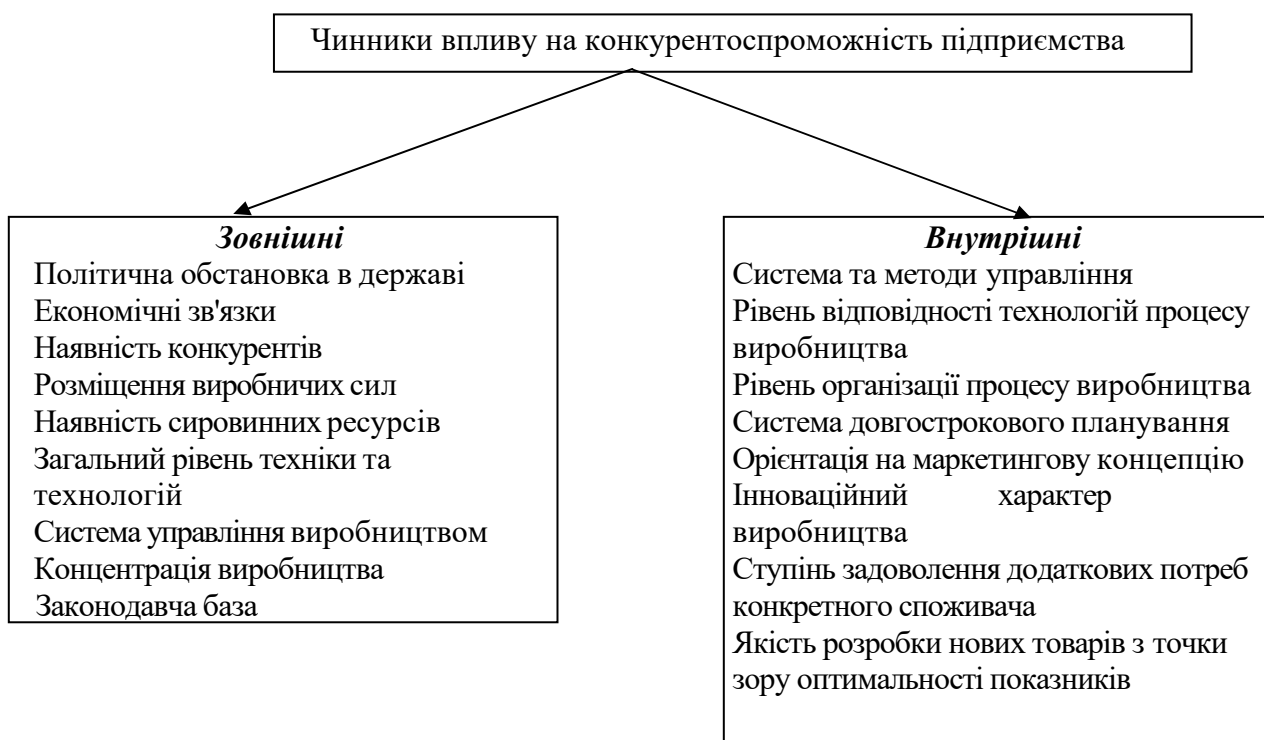 Чинники впливу на конкурентоспроможність підприємства
Зовнішні
Політична обстановка в державі
Економічні зв'язки
Наявність конкурентів
Розміщення виробничих сил
Наявність сировинних ресурсів
Загальний рівень техніки та
технологій
Система управління виробництвом
Концентрація виробництва
Законодавча база
Внутрішні
Система та методи управління
Рівень відповідності технологій процесу
виробництва
Рівень організації процесу виробництва
Система довгострокового планування
Орієнтація на маркетингову концепцію
Інноваційний характер
виробництва
Ступінь задоволення додаткових потреб
конкретного споживача
Якість розробки нових товарів з точки
зору оптимальності показників